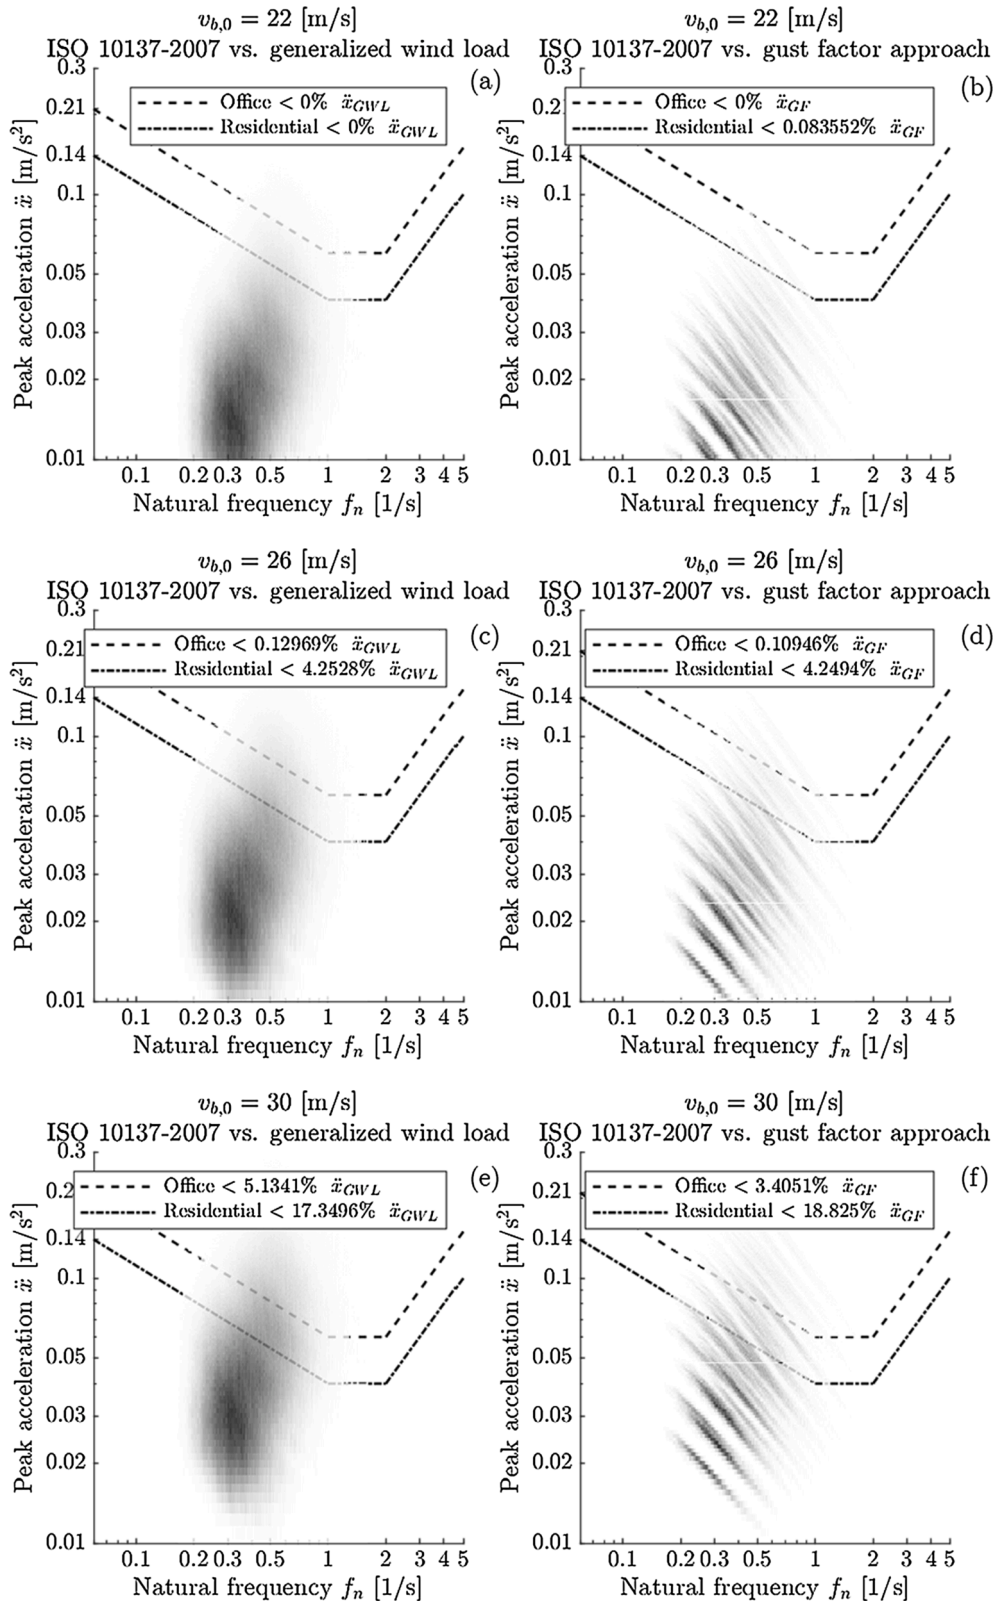 v_{b,0} = 22 [m/s]
ISO 10137-2007 vs. generalized wind load
(a)
Office < 0% ẍ_{GWL}
Residential < 0% ẍ_{GWL}
0.3
0.21
0.14
0.1
0.05
0.03
0.02
0.01
Peak acceleration ẍ [m/s²]
0.1 0.2 0.3 0.5 1 2 3 4 5
Natural frequency f_n [1/s]
v_{b,0} = 22 [m/s]
ISO 10137-2007 vs. gust factor approach
(b)
Office < 0% ẍ_{GF}
Residential < 0.083552% ẍ_{GF}
0.3
0.21
0.14
0.1
0.05
0.03
0.02
0.01
Peak acceleration ẍ [m/s²]
0.1 0.2 0.3 0.5 1 2 3 4 5
Natural frequency f_n [1/s]
v_{b,0} = 26 [m/s]
ISO 10137-2007 vs. generalized wind load
(c)
Office < 0.12969% ẍ_{GWL}
Residential < 4.2528% ẍ_{GWL}
0.3
0.21
0.14
0.1
0.05
0.03
0.02
0.01
Peak acceleration ẍ [m/s²]
0.1 0.2 0.3 0.5 1 2 3 4 5
Natural frequency f_n [1/s]
v_{b,0} = 26 [m/s]
ISO 10137-2007 vs. gust factor approach
(d)
Office < 0.10946% ẍ_{GF}
Residential < 4.2494% ẍ_{GF}
0.3
0.21
0.14
0.1
0.05
0.03
0.02
0.01
Peak acceleration ẍ [m/s²]
0.1 0.2 0.3 0.5 1 2 3 4 5
Natural frequency f_n [1/s]
v_{b,0} = 30 [m/s]
ISO 10137-2007 vs. generalized wind load
(e)
Office < 5.1341% ẍ_{GWL}
Residential < 17.3496% ẍ_{GWL}
0.3
0.2
0.14
0.1
0.05
0.03
0.02
0.01
Peak acceleration ẍ [m/s²]
0.1 0.2 0.3 0.5 1 2 3 4 5
Natural frequency f_n [1/s]
v_{b,0} = 30 [m/s]
ISO 10137-2007 vs. gust factor approach
(f)
Office < 3.4051% ẍ_{GF}
Residential < 18.825% ẍ_{GF}
0.3
0.21
0.14
0.1
0.05
0.03
0.02
0.01
Peak acceleration ẍ [m/s²]
0.1 0.2 0.3 0.5 1 2 3 4 5
Natural frequency f_n [1/s]